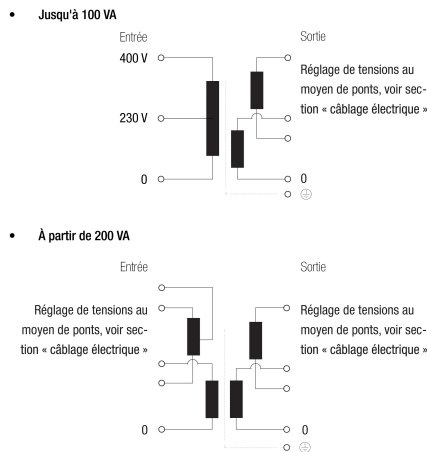 • Jusqu'à 100 VA
Entrée
Sortie
400 V
Réglage de tensions au
moyen de ponts, voir sec-
tion « câblage électrique »
230 V
0
0
• À partir de 200 VA
Entrée
Sortie
Réglage de tensions au
moyen de ponts, voir sec-
tion « câblage électrique »
Réglage de tensions au
moyen de ponts, voir sec-
tion « câblage électrique »
0
0